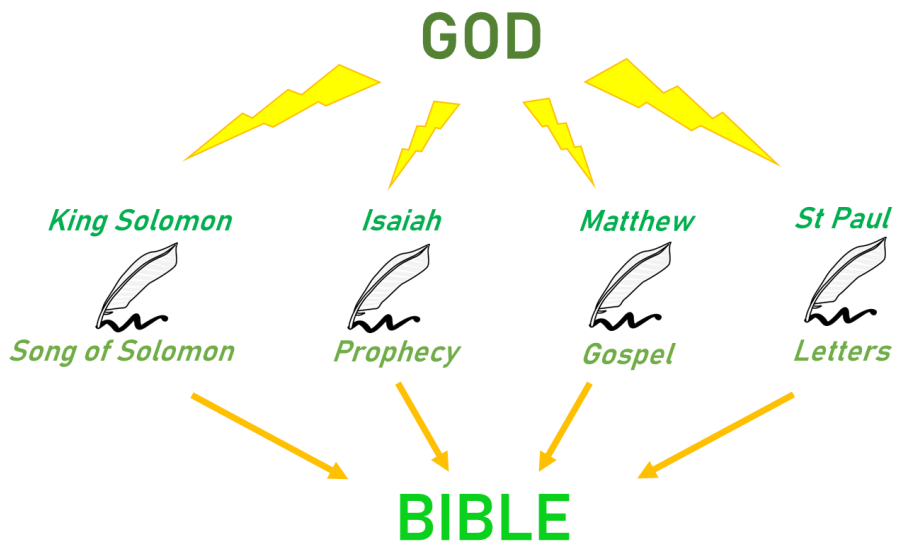 GOD
King Solomon
Isaiah
Matthew
St Paul
Song of Solomon
Prophecy
Gospel
Letters
BIBLE